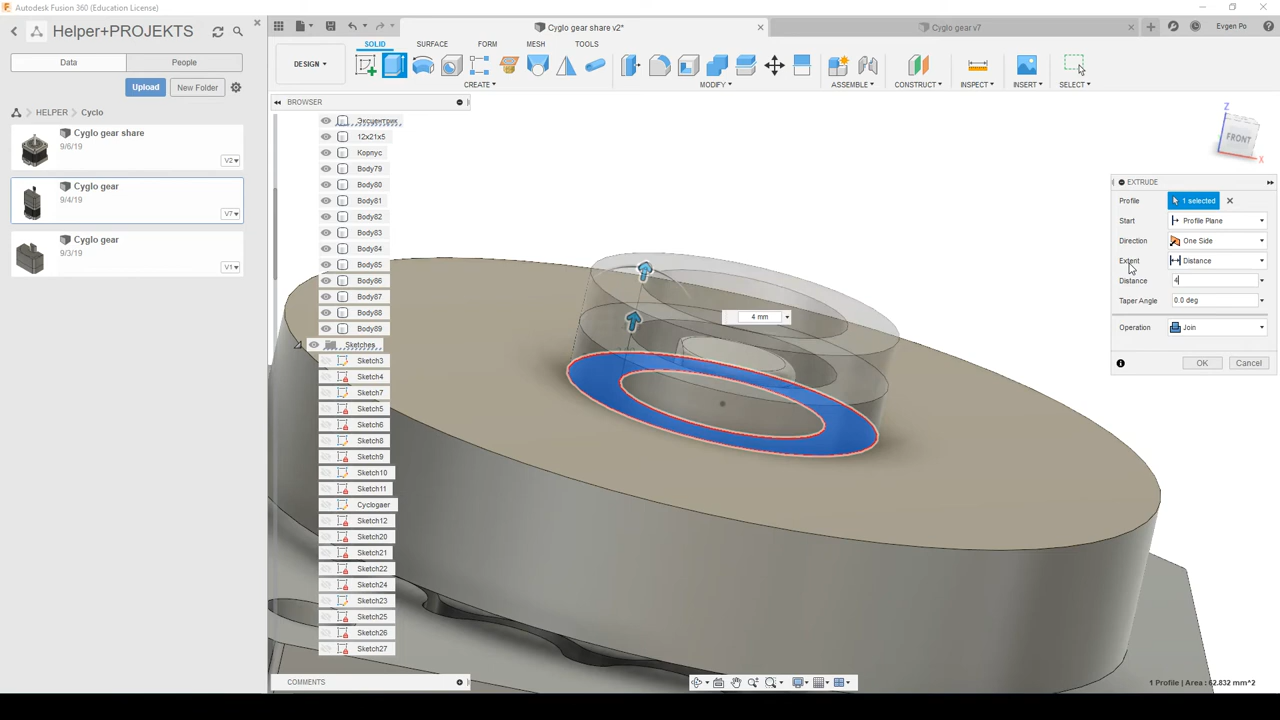 Autodesk Fusion 360 (Education License)
Helper+PROJEKTS
Cyglo gear share v2*
Cyglo gear v7
Evgen Po
Data
People
Upload
New Folder
HELPER
Cyclo
Cyglo gear share
9/6/19
V2
Cyglo gear
9/4/19
V7
Cyglo gear
9/3/19
V1
SOLID
SURFACE
FORM
MESH
TOOLS
DESIGN
CREATE
MODIFY
ASSEMBLE
CONSTRUCT
INSPECT
INSERT
SELECT
BROWSER
Эксцентрик
12x21x5
Корпус
Body79
Body80
Body81
Body82
Body83
Body84
Body85
Body86
Body87
Body88
Body89
Sketches
Sketch3
Sketch4
Sketch7
Sketch5
Sketch6
Sketch8
Sketch9
Sketch10
Sketch11
Cyclogaer
Sketch12
Sketch20
Sketch21
Sketch22
Sketch24
Sketch23
Sketch25
Sketch26
Sketch27
4 mm
Z
FRONT
X
EXTRUDE
Profile 1 selected
Start Profile Plane
Direction One Side
Extent Distance
Distance 4
Taper Angle 0.0 deg
Operation Join
OK Cancel
COMMENTS
1 Profile | Area : 62.832 mm^2